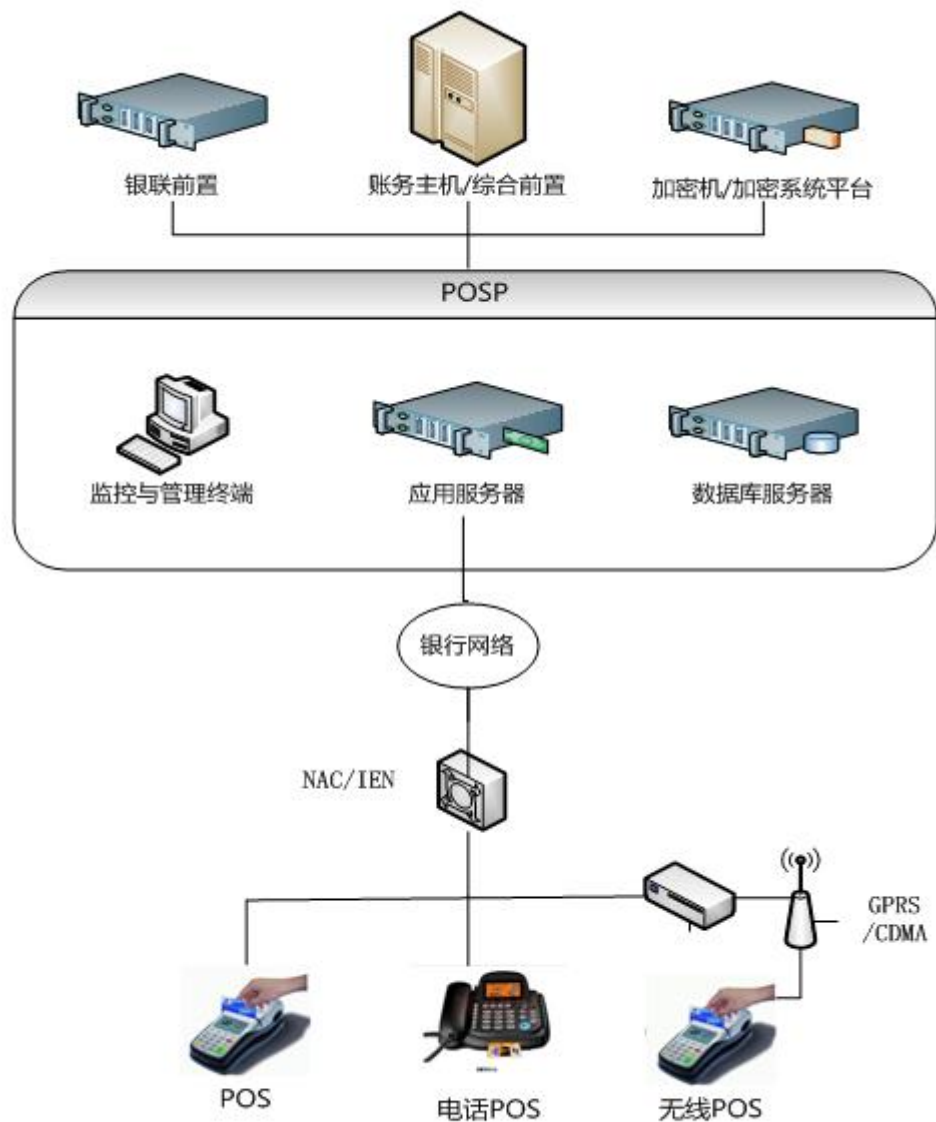 银联前置
账务主机/综合前置
加密机/加密系统平台
POSP
监控与管理终端
应用服务器
数据库服务器
银行网络
NAC/IEN
GPRS
/CDMA
POS
电话POS
无线POS